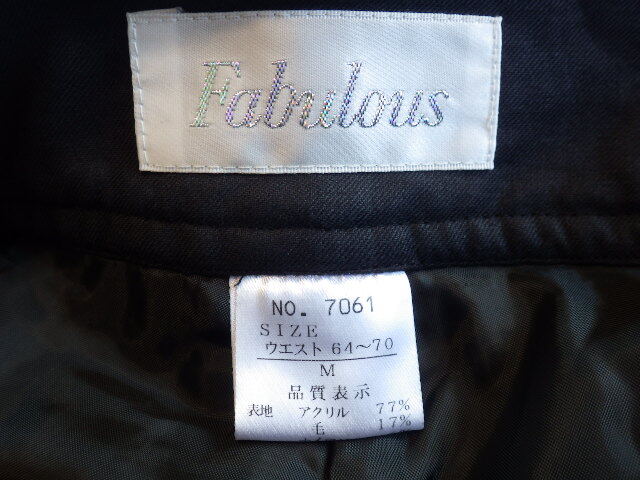 Fabulous
NO. 7061
SIZE
ウエスト 64～70
M
品質表示
表地 アクリル 77%
毛 17%